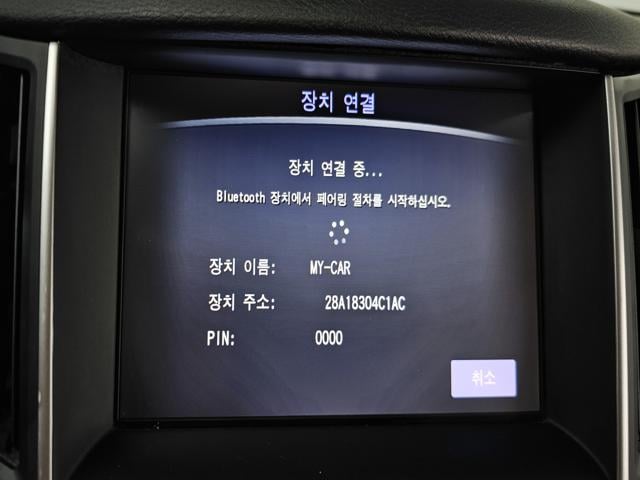 장치 연결
장치 연결 중...
Bluetooth 장치에서 페어링 절차를 시작하십시오.
장치 이름: MY-CAR
장치 주소: 28A18304C1AC
PIN: 0000
취소